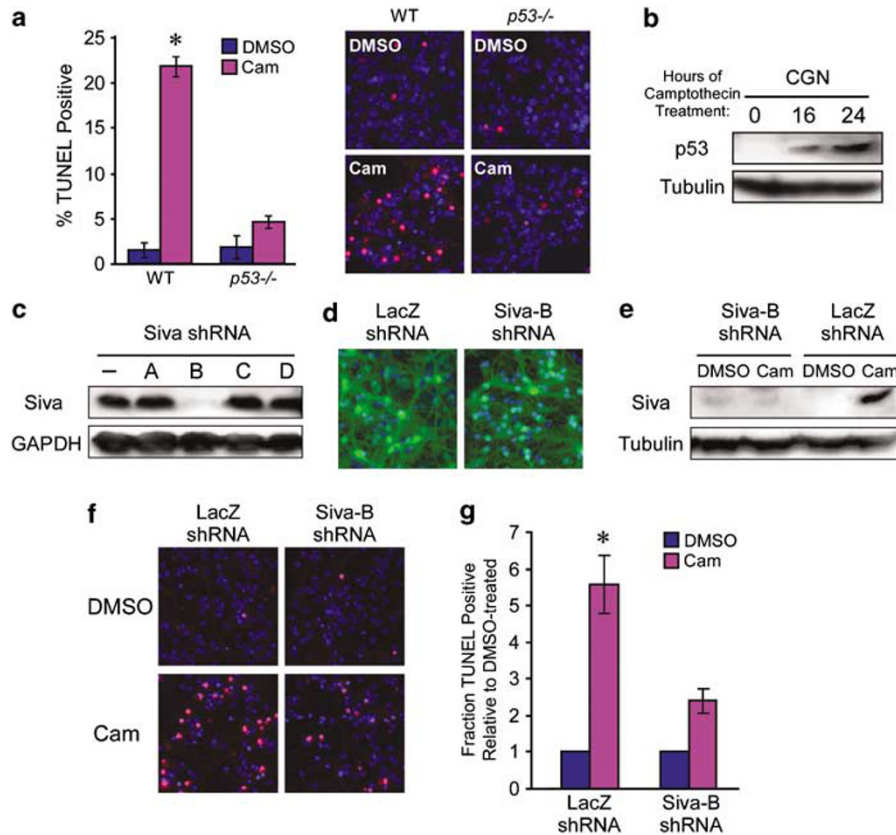 a
% TUNEL Positive
25
20
15
10
5
0
*
DMSO
Cam
WT
p53-/-
WT
p53-/-
DMSO
DMSO
Cam
Cam
b
Hours of
Camptothecin
Treatment:
CGN
0 16 24
p53
Tubulin
c
Siva shRNA
– A B C D
Siva
GAPDH
d
LacZ
shRNA
Siva-B
shRNA
e
Siva-B
shRNA
LacZ
shRNA
DMSO Cam DMSO Cam
Siva
Tubulin
f
LacZ
shRNA
Siva-B
shRNA
DMSO
Cam
g
Fraction TUNEL Positive
Relative to DMSO-treated
7
6
5
4
3
2
1
0
*
DMSO
Cam
LacZ
shRNA
Siva-B
shRNA